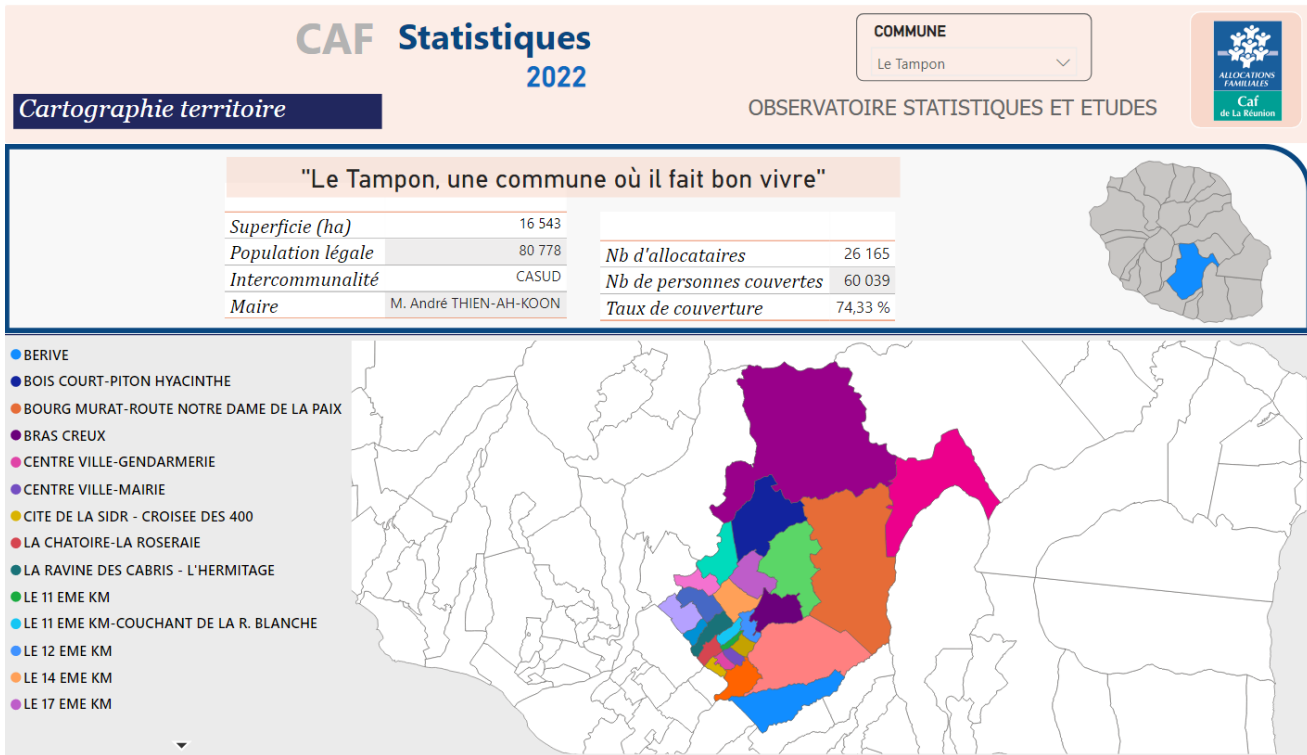 CAF Statistiques
2022
COMMUNE
Le Tampon
Cartographie territoire
OBSERVATOIRE STATISTIQUES ET ETUDES
ALLOCATIONS
FAMILIALES
Caf
de La Réunion
"Le Tampon, une commune où il fait bon vivre"
Superficie (ha) 16 543
Population légale 80 778
Intercommunalité CASUD
Maire M. André THIEN-AH-KOON
Nb d'allocataires 26 165
Nb de personnes couvertes 60 039
Taux de couverture 74,33 %
BERIVE
BOIS COURT-PITON HYACINTHE
BOURG MURAT-ROUTE NOTRE DAME DE LA PAIX
BRAS CREUX
CENTRE VILLE-GENDARMERIE
CENTRE VILLE-MAIRIE
CITE DE LA SIDR - CROISEE DES 400
LA CHATOIRE-LA ROSERAIE
LA RAVINE DES CABRIS - L'HERMITAGE
LE 11 EME KM
LE 11 EME KM-COUCHANT DE LA R. BLANCHE
LE 12 EME KM
LE 14 EME KM
LE 17 EME KM